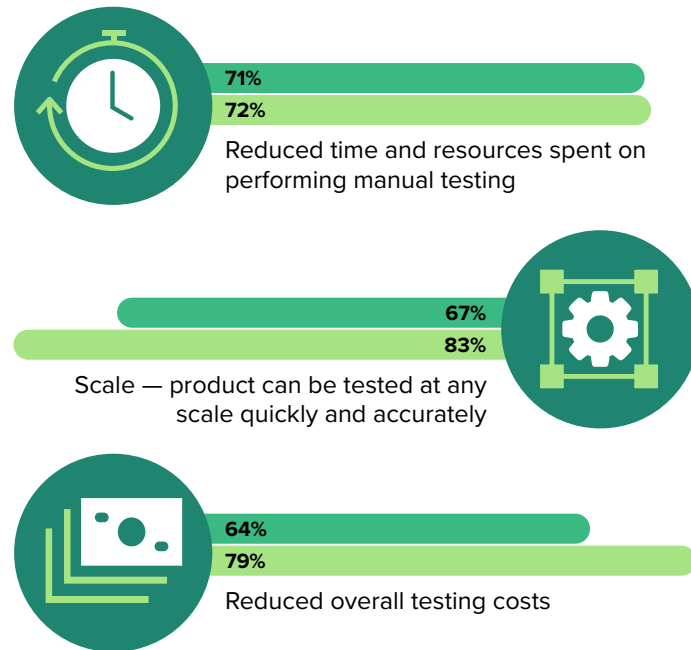 71%
72%
Reduced time and resources spent on
performing manual testing
67%
83%
Scale — product can be tested at any
scale quickly and accurately
64%
79%
Reduced overall testing costs